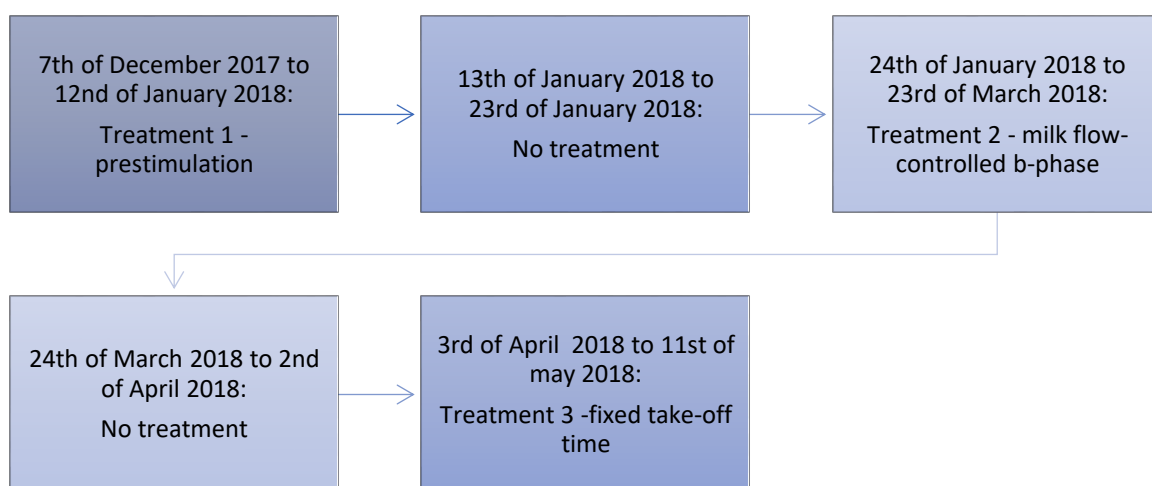 7th of December 2017 to
12nd of January 2018:
Treatment 1 -
prestimulation
13th of January 2018 to
23rd of January 2018:
No treatment
24th of January 2018 to
23rd of March 2018:
Treatment 2 - milk flow-
controlled b-phase
24th of March 2018 to 2nd
of April 2018:
No treatment
3rd of April  2018 to 11st of
may 2018:
Treatment 3 -fixed take-off
time